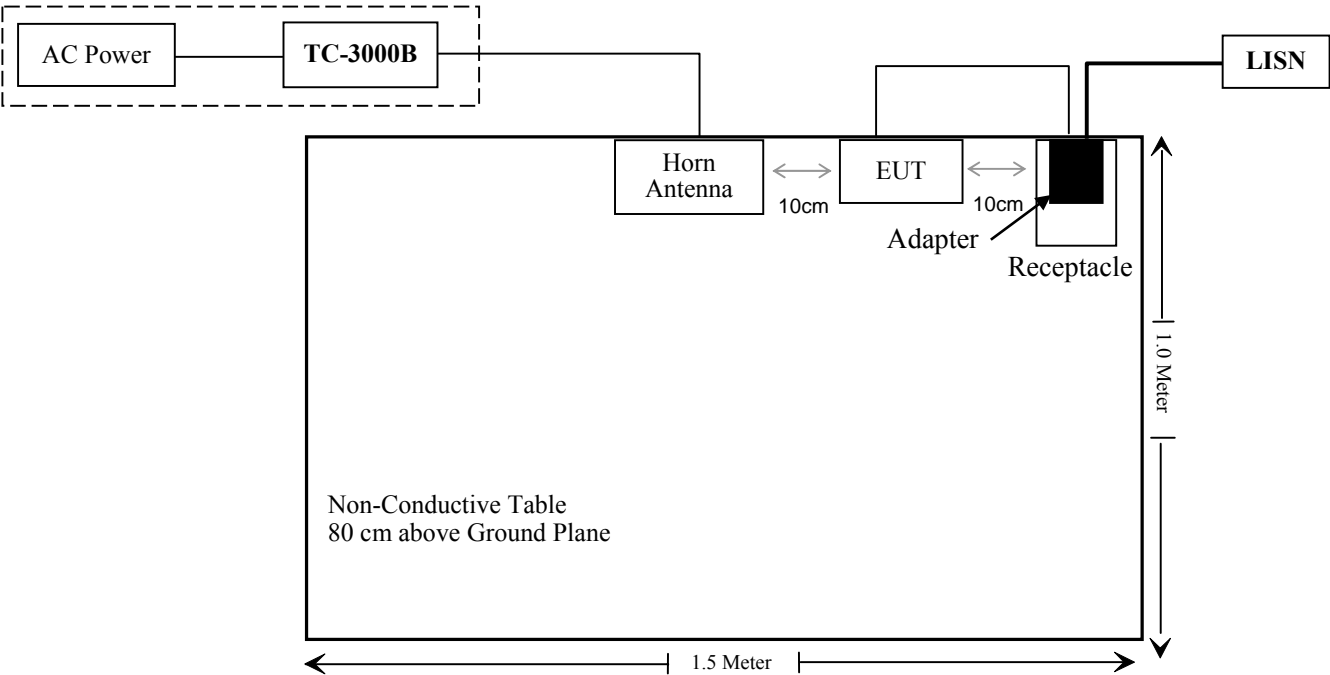 AC Power
TC-3000B
LISN
Horn
Antenna
10cm
EUT
10cm
Adapter
Receptacle
1.0 Meter
Non-Conductive Table
80 cm above Ground Plane
1.5 Meter